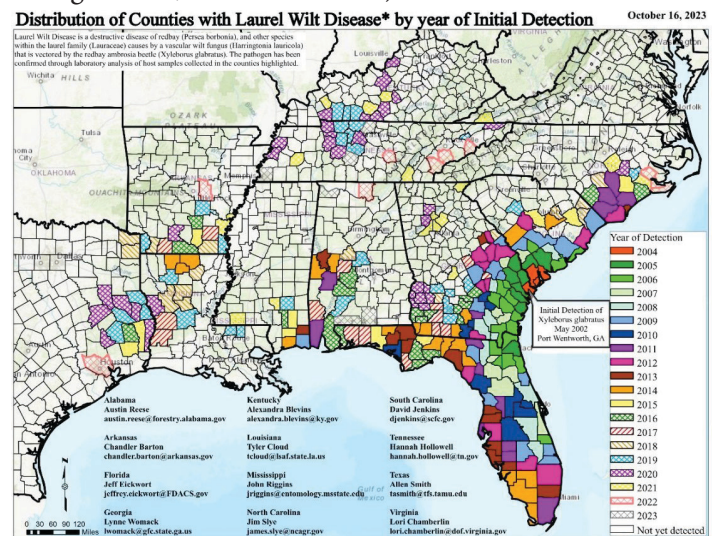 Distribution of Counties with Laurel Wilt Disease* by year of Initial Detection
October 16, 2023
Laurel Wilt Disease is a destructive disease of redbay (Persea borbonia), and other species
within the laurel family (Lauraceae) causes by a vascular wilt fungus (Harringtonia lauricola)
that is vectored by the redbay ambrosia beetle (Xyleborus glabratus). The pathogen has been
confirmed through laboratory analysis of host samples collected in the counties highlighted.
Louisville
Wichita
HILLS
OZARK
PLATEAU
Tulsa
OKLAHOMA
City
OUACHITA MOUNTAINS
Birmingham
Houston
Year of Detection
2004
2005
2006
2007
2008
2009
2010
2011
2012
2013
2014
2015
2016
2017
2018
2019
2020
2021
2022
2023
Not yet detected
Initial Detection of
Xyleborus glabratus
May 2002
Port Wentworth, GA
Alabama
Austin Reese
austin.reese@forestry.alabama.gov
Arkansas
Chandler Barton
chandler.barton@arkansas.gov
Florida
Jeff Eickwort
jeffrey.eickwort@FDACS.gov
Georgia
Lynne Womack
lwomack@gfc.state.ga.us
Kentucky
Alexandra Blevins
alexandra.blevins@ky.gov
Louisiana
Tyler Cloud
tcloud@lsaf.state.la.us
Mississippi
John Riggins
jriggins@entomology.msstate.edu
North Carolina
Jim Slye
james.slye@ncagr.gov
South Carolina
David Jenkins
djenkins@scfc.gov
Tennessee
Hannah Hollowell
hannah.hollowell@tn.gov
Texas
Allen Smith
tasmith@tfs.tamu.edu
Virginia
Lori Chamberlin
lori.chamberlin@dof.virginia.gov
Gulf of
Mexico
Miami
0 30 60 90 120
Miles